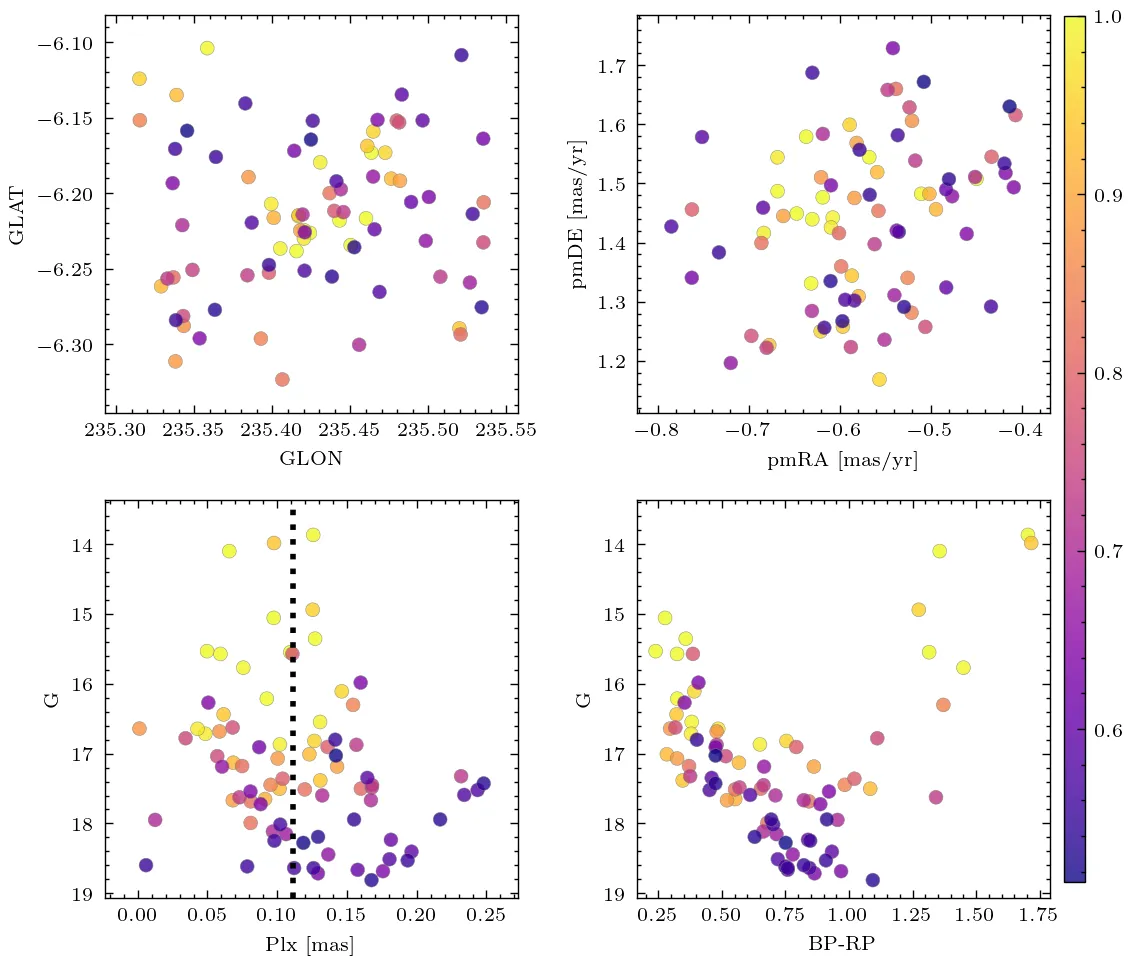 −6.10
−6.15
−6.20
−6.25
−6.30
GLAT
235.30 235.35 235.40 235.45 235.50 235.55
GLON
1.7
1.6
1.5
1.4
1.3
1.2
pmDE [mas/yr]
−0.8 −0.7 −0.6 −0.5 −0.4
pmRA [mas/yr]
1.0
0.9
0.8
0.7
0.6
14
15
16
17
18
19
G
0.00 0.05 0.10 0.15 0.20 0.25
Plx [mas]
14
15
16
17
18
19
G
0.25 0.50 0.75 1.00 1.25 1.50 1.75
BP-RP